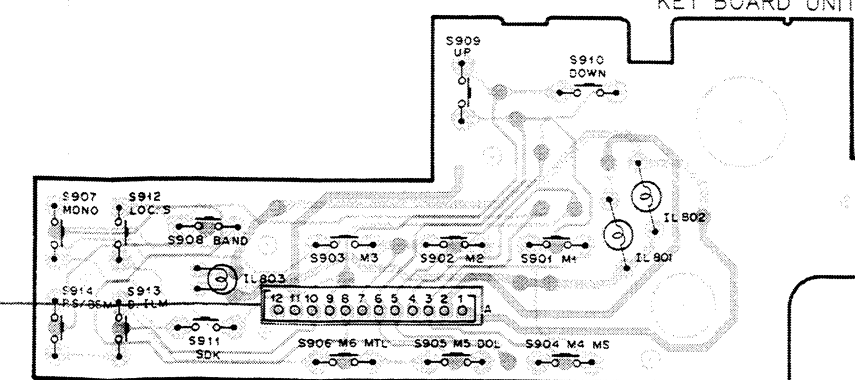 KEY BOARD UNIT
S909
UP
S910
DOWN
S907
MONO
S912
LOC.S
S908 BAND
S903 M3
S902 M2
S901 M1
IL802
IL801
IL803
S914
P.S/BSM
S913
D.ILM
12 11 10 9 8 7 6 5 4 3 2 1
A
S911
SDK
S906 M6 MTL
S905 M5 DOL
S904 M4 MS